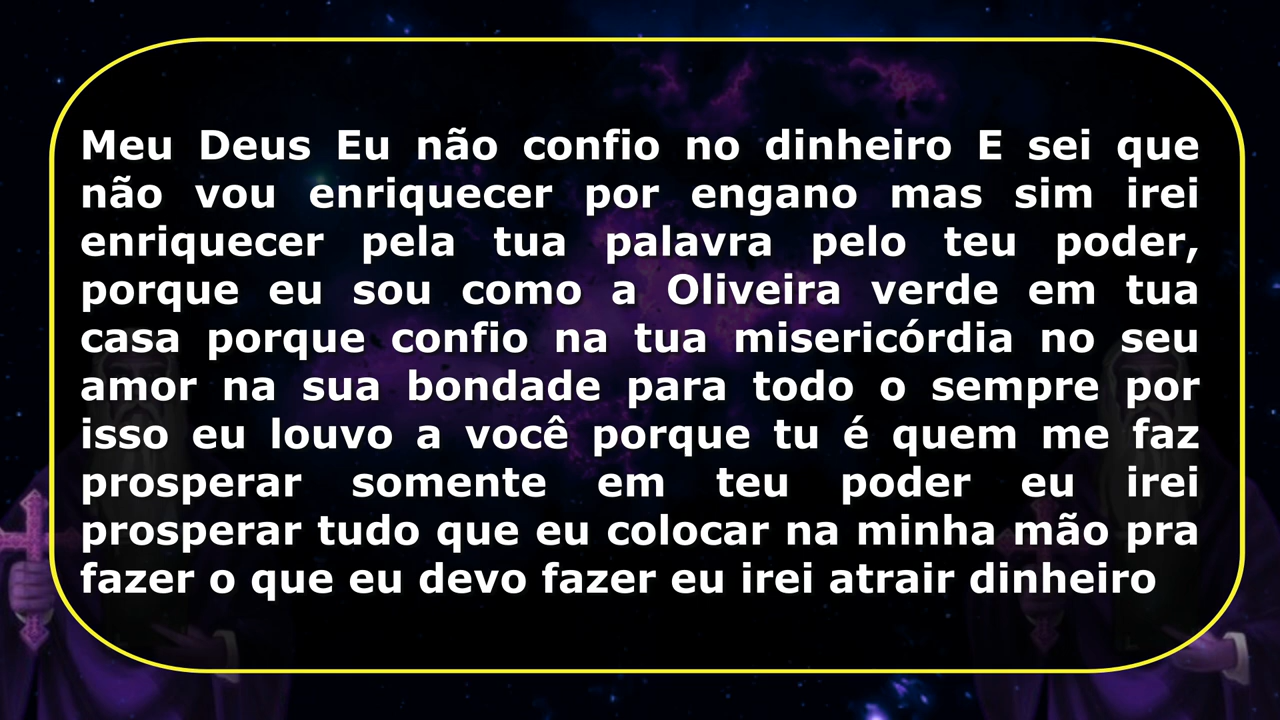 Meu Deus Eu não confio no dinheiro E sei que
não vou enriquecer por engano mas sim irei
enriquecer pela tua palavra pelo teu poder,
porque eu sou como a Oliveira verde em tua
casa porque confio na tua misericórdia no seu
amor na sua bondade para todo o sempre por
isso eu louvo a você porque tu é quem me faz
prosperar somente em teu poder eu irei
prosperar tudo que eu colocar na minha mão pra
fazer o que eu devo fazer eu irei atrair dinheiro